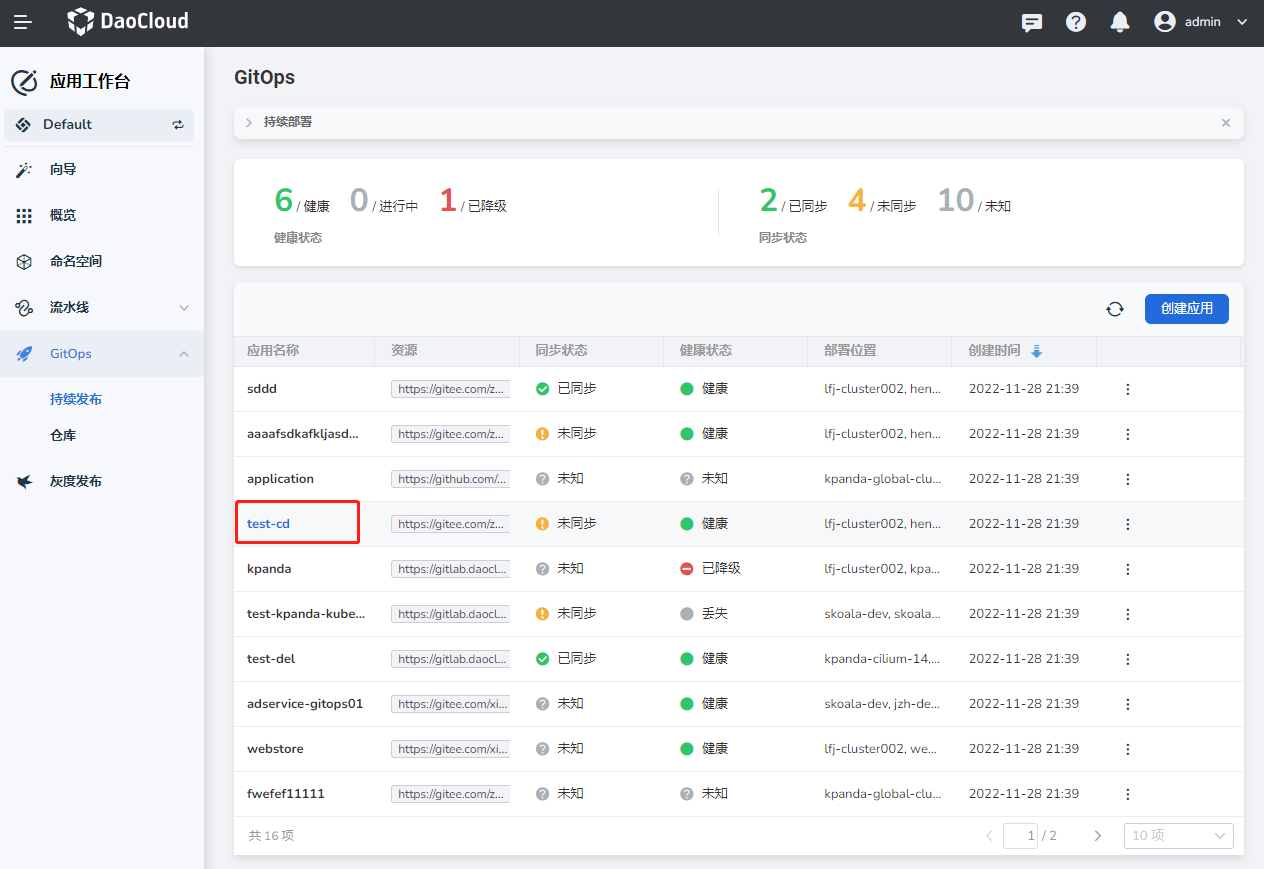 DaoCloud
admin
应用工作台
Default
向导
概览
命名空间
流水线
GitOps
持续发布
仓库
灰度发布
GitOps
持续部署
6 / 健康 0 / 进行中 1 / 已降级
健康状态
2 / 已同步 4 / 未同步 10 / 未知
同步状态
创建应用
应用名称 资源 同步状态 健康状态 部署位置 创建时间
sddd https://gitee.com/z... 已同步 健康 lfj-cluster002, hen... 2022-11-28 21:39
aaaafsdkafkljasd... https://gitee.com/z... 未同步 健康 lfj-cluster002, hen... 2022-11-28 21:39
application https://github.com/... 未知 未知 kpanda-global-clu... 2022-11-28 21:39
test-cd https://gitee.com/z... 未同步 健康 lfj-cluster002, hen... 2022-11-28 21:39
kpanda https://gitlab.daocl... 未知 已降级 lfj-cluster002, kpa... 2022-11-28 21:39
test-kpanda-kube... https://gitlab.daocl... 未同步 丢失 skoala-dev, skoala... 2022-11-28 21:39
test-del https://gitlab.daocl... 已同步 健康 kpanda-cilium-14,... 2022-11-28 21:39
adservice-gitops01 https://gitee.com/xi... 未知 健康 skoala-dev, jzh-de... 2022-11-28 21:39
webstore https://gitee.com/xi... 未知 健康 lfj-cluster002, we... 2022-11-28 21:39
fwefef11111 https://gitee.com/z... 未知 未知 kpanda-global-clu... 2022-11-28 21:39
共 16 项 1 / 2 10 项